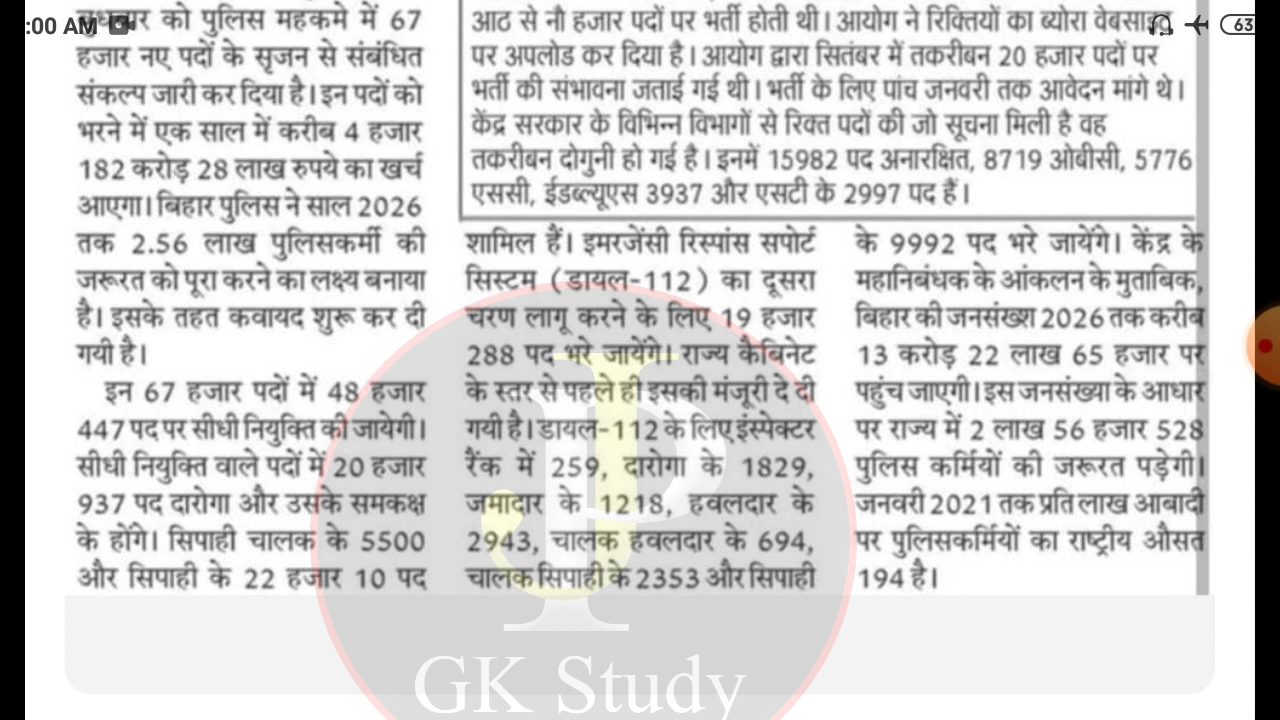 :00 AM
63
को पुलिस महकमे में 67
हजार नए पदों के सृजन से संबंधित
संकल्प जारी कर दिया है। इन पदों को
भरने में एक साल में करीब 4 हजार
182 करोड़ 28 लाख रुपये का खर्च
आएगा। बिहार पुलिस ने साल 2026
तक 2.56 लाख पुलिसकर्मी की
जरूरत को पूरा करने का लक्ष्य बनाया
है। इसके तहत कवायद शुरू कर दी
गयी है।
इन 67 हजार पदों में 48 हजार
447 पद पर सीधी नियुक्ति की जायेगी।
सीधी नियुक्ति वाले पदों में 20 हजार
937 पद दारोगा और उसके समकक्ष
के होंगे। सिपाही चालक के 5500
और सिपाही के 22 हजार 10 पद
आठ से नौ हजार पदों पर भर्ती होती थी। आयोग ने रिक्तियों का ब्योरा वेबसाइट
पर अपलोड कर दिया है। आयोग द्वारा सितंबर में तकरीबन 20 हजार पदों पर
भर्ती की संभावना जताई गई थी। भर्ती के लिए पांच जनवरी तक आवेदन मांगे थे।
केंद्र सरकार के विभिन्न विभागों से रिक्त पदों की जो सूचना मिली है वह
तकरीबन दोगुनी हो गई है। इनमें 15982 पद अनारक्षित, 8719 ओबीसी, 5776
एससी, ईडब्ल्यूएस 3937 और एसटी के 2997 पद हैं।
शामिल हैं। इमरजेंसी रिस्पांस सपोर्ट
सिस्टम (डायल-112) का दूसरा
चरण लागू करने के लिए 19 हजार
288 पद भरे जायेंगे। राज्य कैबिनेट
के स्तर से पहले ही इसकी मंजूरी दे दी
गयी है। डायल-112 के लिए इंस्पेक्टर
रैंक में 259, दारोगा के 1829,
जमादार के 1218, हवलदार के
2943, चालक हवलदार के 694,
चालक सिपाही के 2353 और सिपाही
के 9992 पद भरे जायेंगे। केंद्र के
महानिबंधक के आंकलन के मुताबिक,
बिहार की जनसंख्श 2026 तक करीब
13 करोड़ 22 लाख 65 हजार पर
पहुंच जाएगी। इस जनसंख्या के आधार
पर राज्य में 2 लाख 56 हजार 528
पुलिस कर्मियों की जरूरत पड़ेगी।
जनवरी 2021 तक प्रति लाख आबादी
पर पुलिसकर्मियों का राष्ट्रीय औसत
194 है।
JP
GK Study